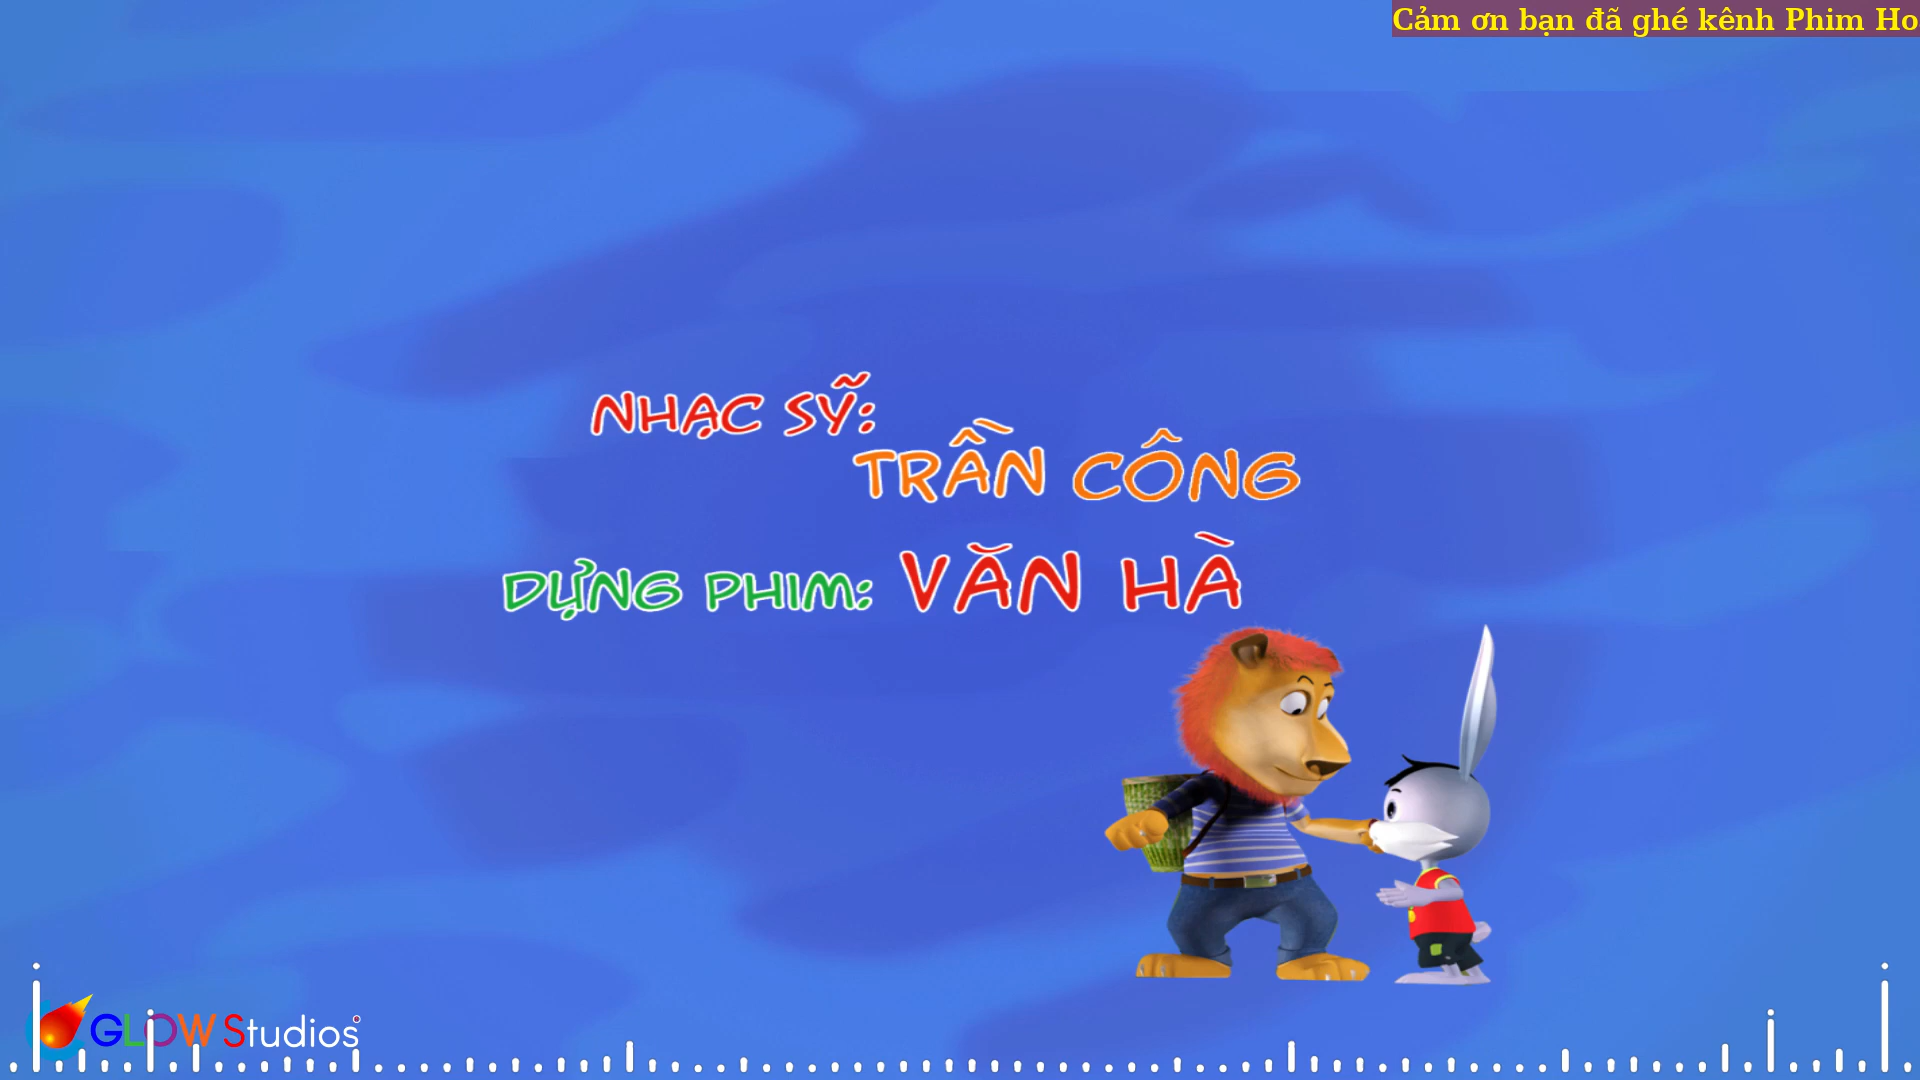 Cảm ơn bạn đã ghé kênh Phim Ho
NHẠC SỸ:
TRẦN CÔNG
DỰNG PHIM: VĂN HÀ
GLOW Studios